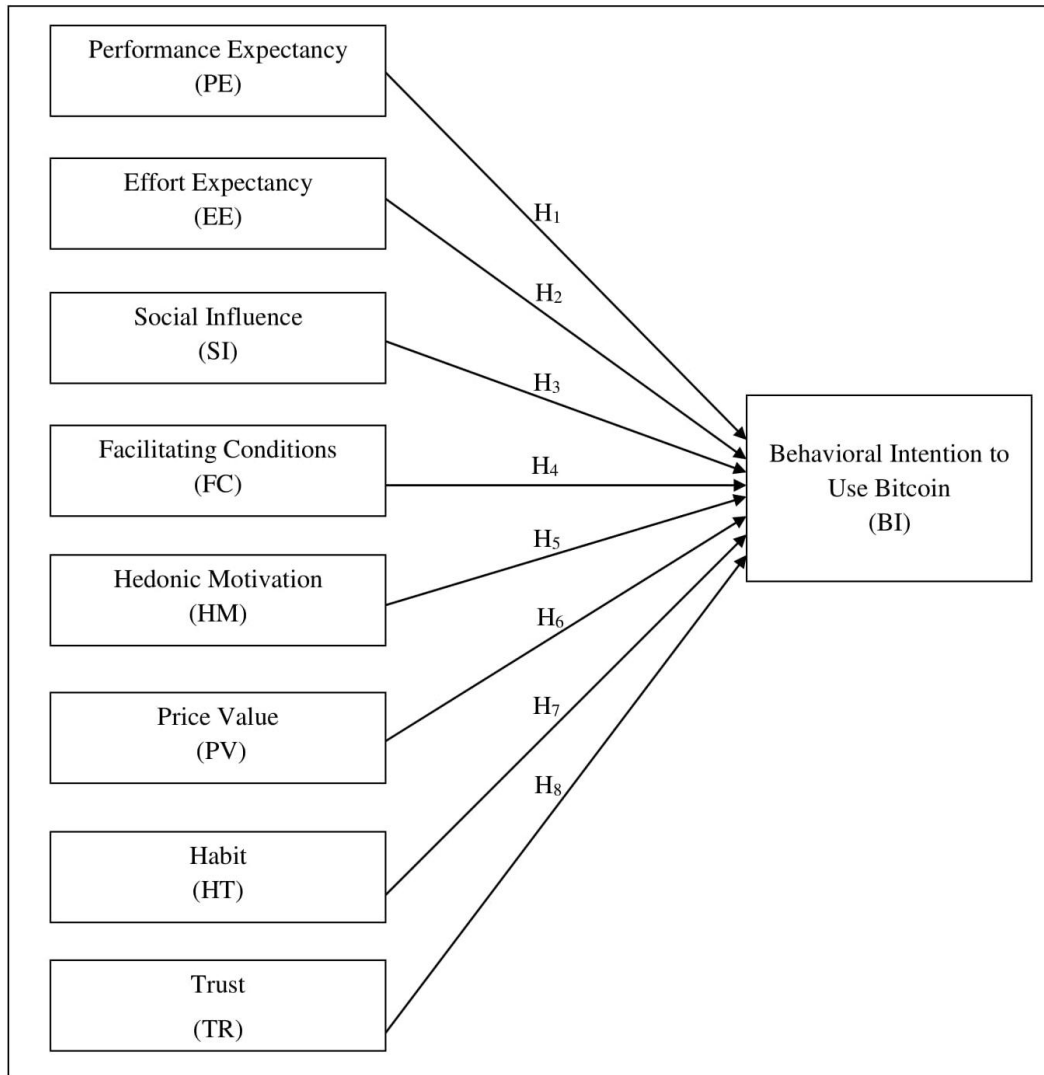 Performance Expectancy
(PE)
Effort Expectancy
(EE)
Social Influence
(SI)
Facilitating Conditions
(FC)
Hedonic Motivation
(HM)
Price Value
(PV)
Habit
(HT)
Trust
(TR)
H₁
H₂
H₃
H₄
H₅
H₆
H₇
H₈
Behavioral Intention to
Use Bitcoin
(BI)